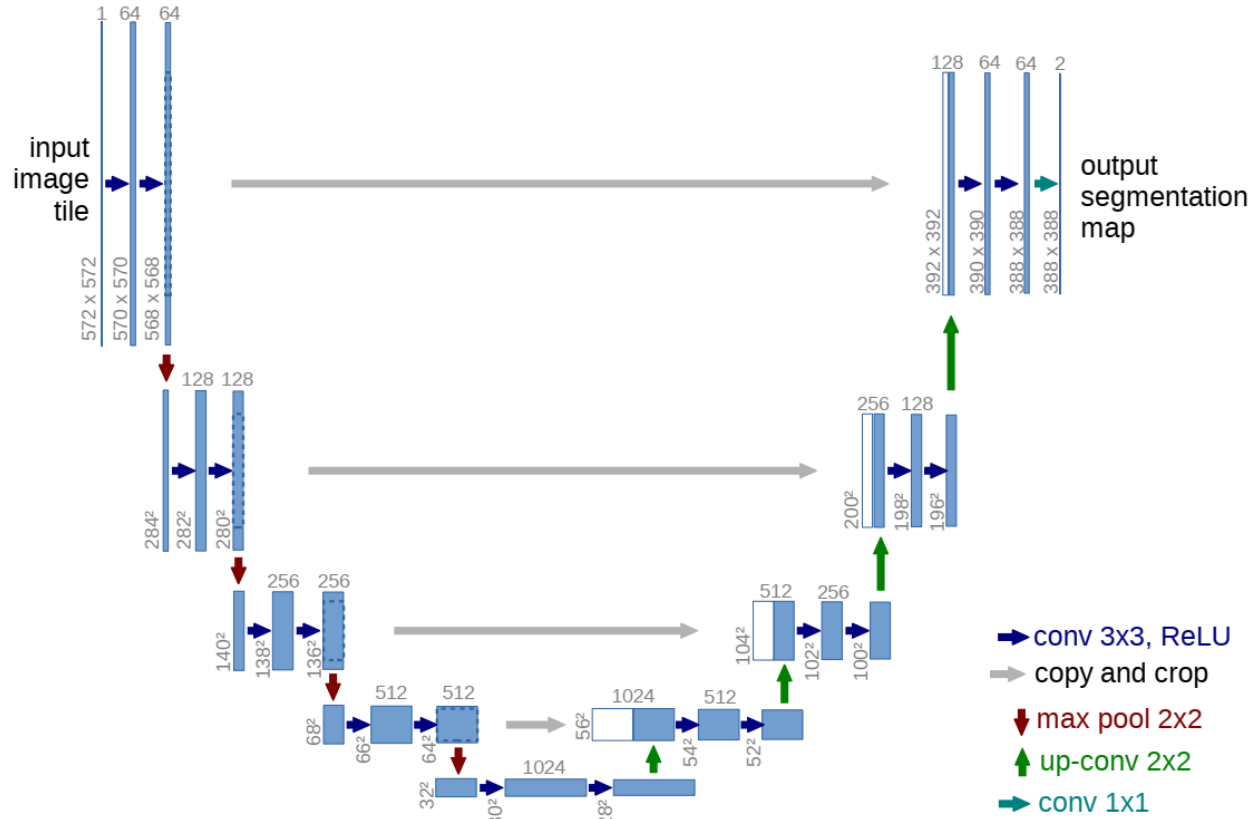 1
64
64
input
image
tile
572 x 572
570 x 570
568 x 568
128
64
64
2
output
segmentation
map
392 x 392
390 x 390
388 x 388
388 x 388
128
128
284²
282²
280²
256
128
200²
198²
196²
256
256
140²
138²
136²
512
256
104²
102²
100²
512
512
68²
66²
64²
1024
512
56²
54²
52²
1024
32²
conv 3x3, ReLU
copy and crop
max pool 2x2
up-conv 2x2
conv 1x1